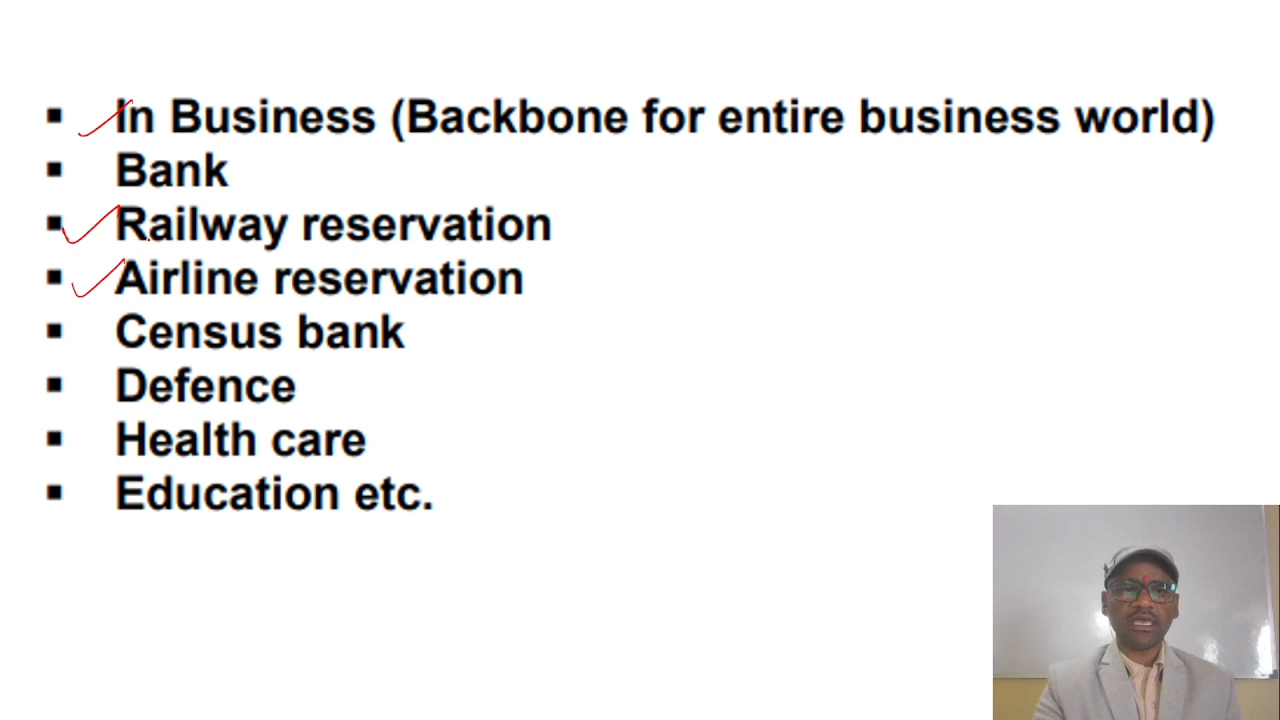 ▪ In Business (Backbone for entire business world)
▪ Bank
▪ Railway reservation
▪ Airline reservation
▪ Census bank
▪ Defence
▪ Health care
▪ Education etc.